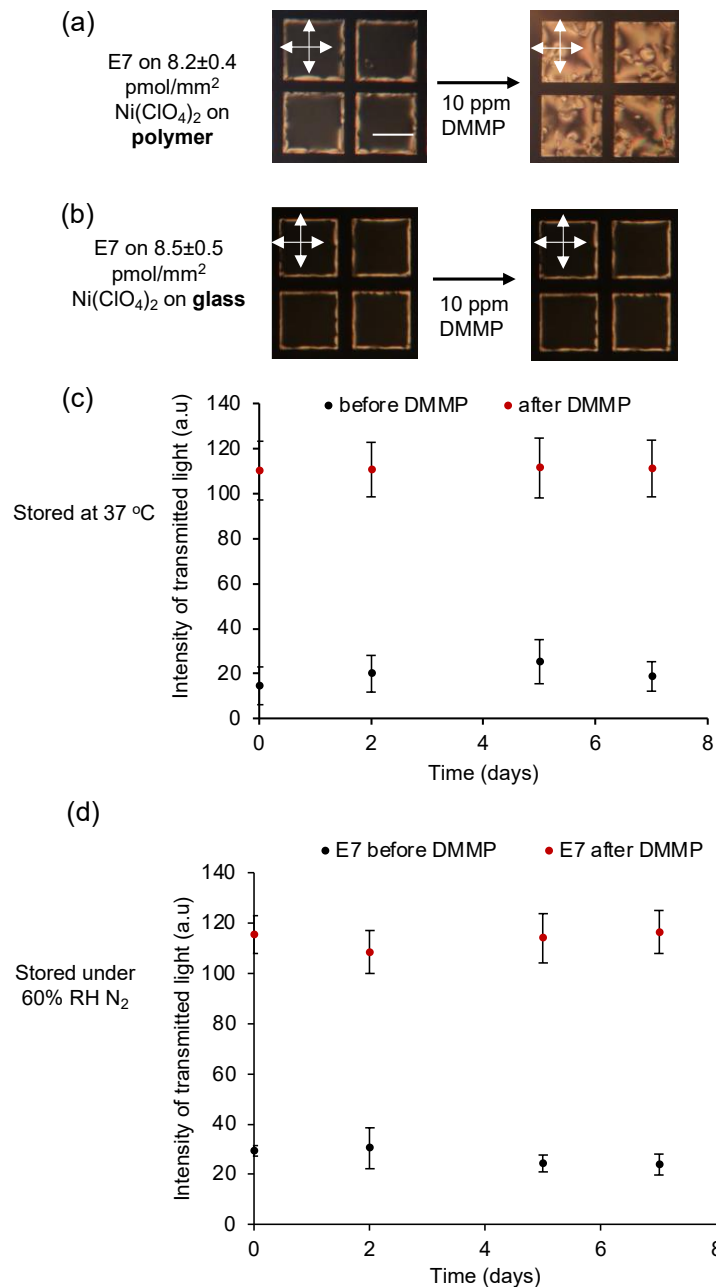 (a)
E7 on 8.2±0.4
pmol/mm²
Ni(ClO₄)₂ on
polymer
10 ppm
DMMP
(b)
E7 on 8.5±0.5
pmol/mm²
Ni(ClO₄)₂ on glass
10 ppm
DMMP
(c)
Stored at 37 °C
before DMMP
after DMMP
Intensity of transmitted light (a.u)
140
120
100
80
60
40
20
0
0 2 4 6 8
Time (days)
(d)
Stored under
60% RH N₂
E7 before DMMP
E7 after DMMP
Intensity of transmitted light (a.u)
140
120
100
80
60
40
20
0
0 2 4 6 8
Time (days)